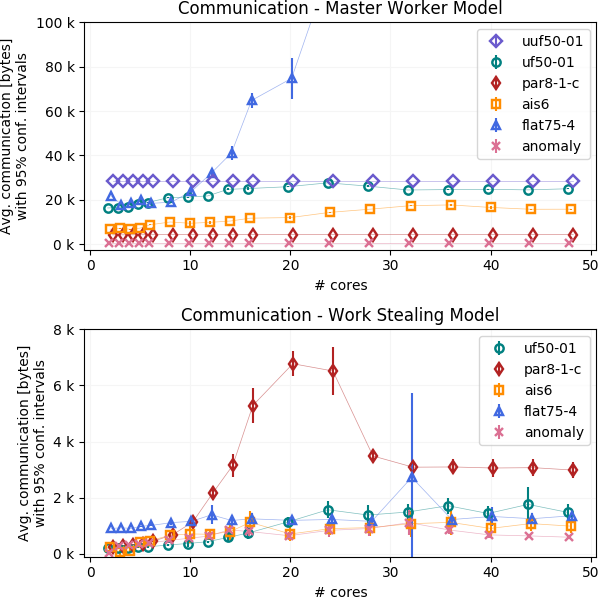 Communication - Master Worker Model
Avg. communication [bytes]
with 95% conf. intervals
100 k
80 k
60 k
40 k
20 k
0 k
uuf50-01
uf50-01
par8-1-c
ais6
flat75-4
anomaly
0 10 20 30 40 50
# cores
Communication - Work Stealing Model
Avg. communication [bytes]
with 95% conf. intervals
8 k
6 k
4 k
2 k
0 k
uf50-01
par8-1-c
ais6
flat75-4
anomaly
0 10 20 30 40 50
# cores